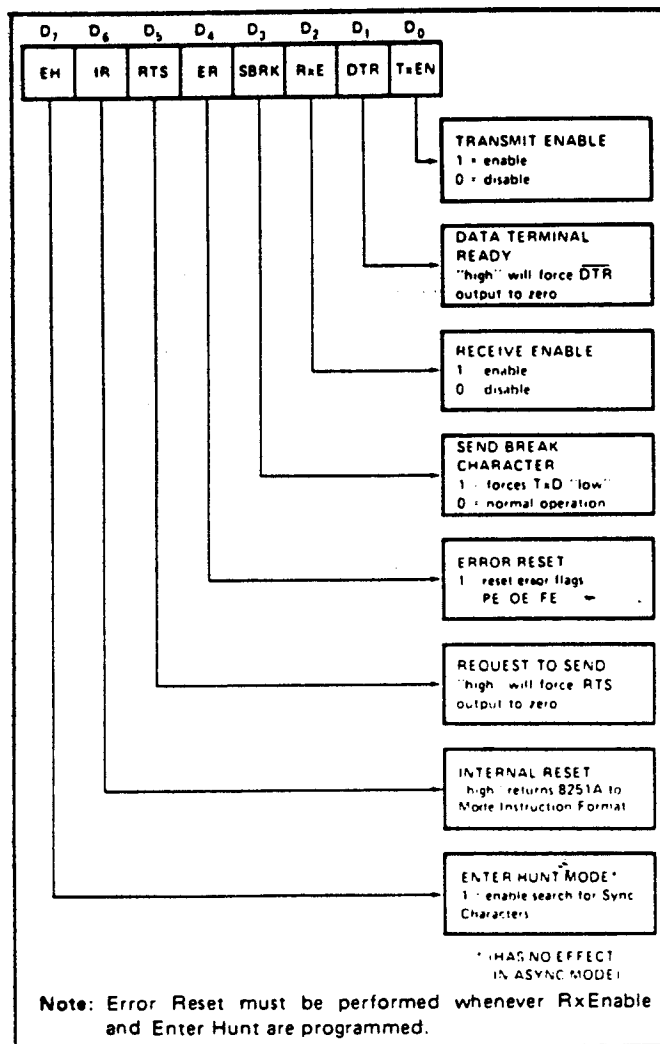 D7 D6 D5 D4 D3 D2 D1 D0
EH IR RTS ER SBRK RxE DTR TxEN
TRANSMIT ENABLE
1 = enable
0 = disable
DATA TERMINAL
READY
"high" will force DTR
output to zero
RECEIVE ENABLE
1 enable
0 disable
SEND BREAK
CHARACTER
1 - forces TxD "low"
0 = normal operation
ERROR RESET
1 reset error flags
PE OE FE
REQUEST TO SEND
"high" will force RTS
output to zero
INTERNAL RESET
"high" returns 8251A to
Mode Instruction Format
ENTER HUNT MODE*
1 - enable search for Sync
Characters
* (HAS NO EFFECT
IN ASYNC MODE)
Note: Error Reset must be performed whenever RxEnable
and Enter Hunt are programmed.